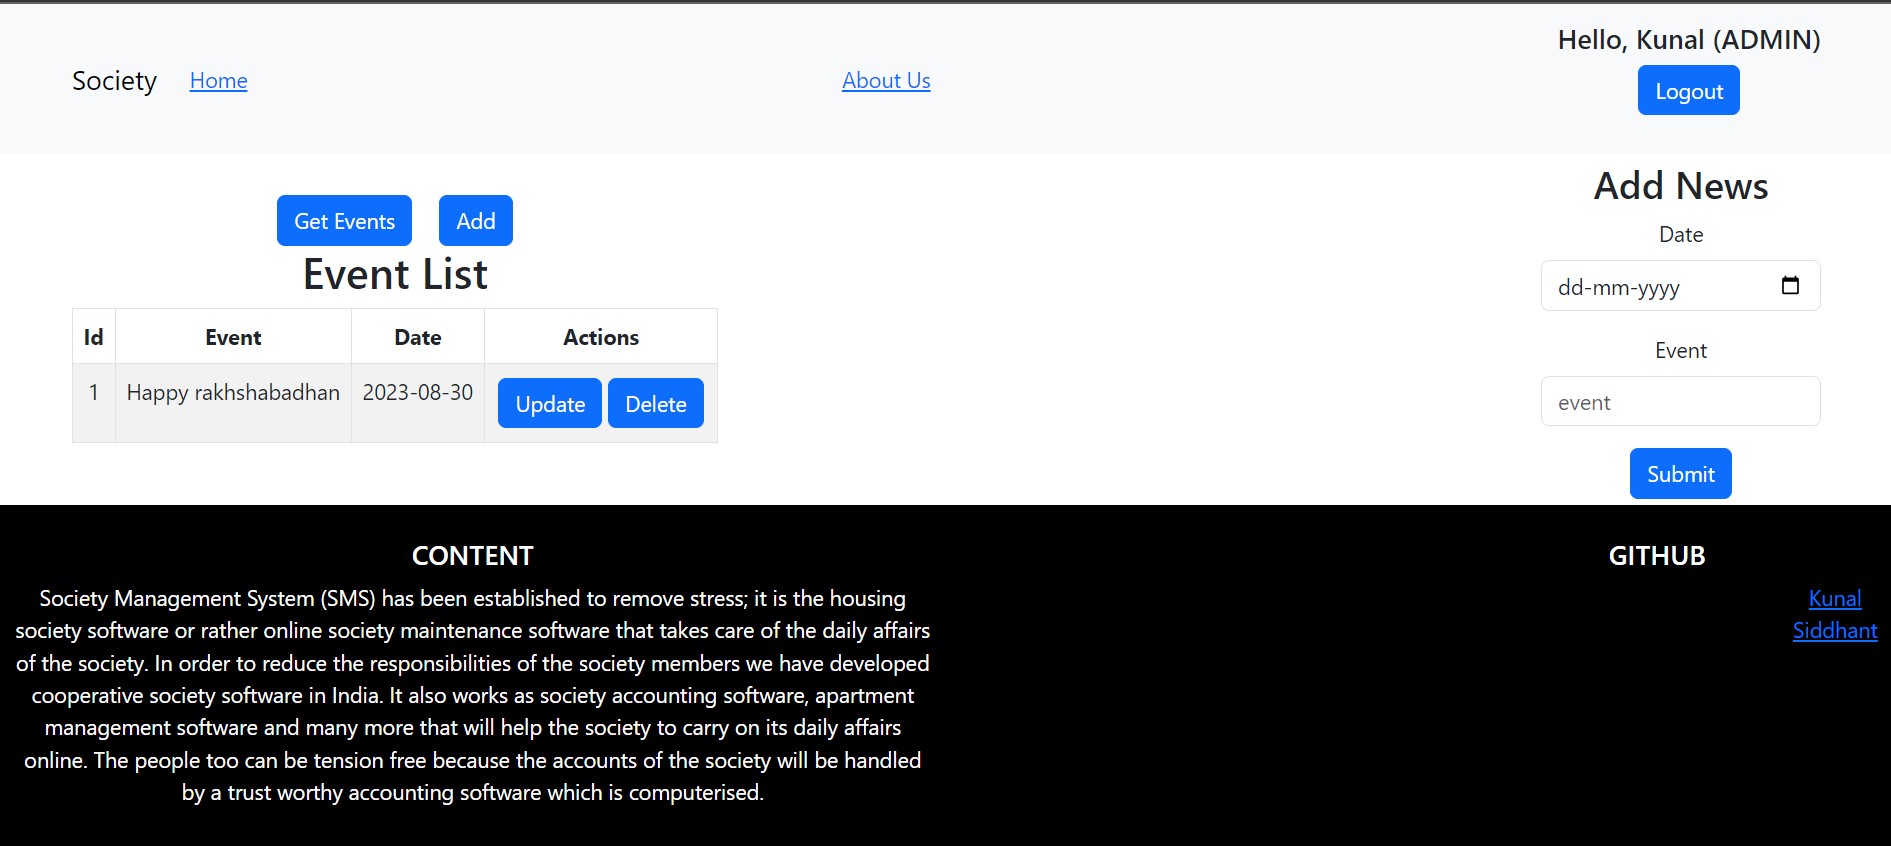 Society Home About Us Hello, Kunal (ADMIN)
Logout
Get Events Add
Event List
Id Event Date Actions
1 Happy rakhshabadhan 2023-08-30 Update Delete
Add News
Date
dd-mm-yyyy
Event
event
Submit
CONTENT
Society Management System (SMS) has been established to remove stress; it is the housing
society software or rather online society maintenance software that takes care of the daily affairs
of the society. In order to reduce the responsibilities of the society members we have developed
cooperative society software in India. It also works as society accounting software, apartment
management software and many more that will help the society to carry on its daily affairs
online. The people too can be tension free because the accounts of the society will be handled
by a trust worthy accounting software which is computerised.
GITHUB
Kunal
Siddhant